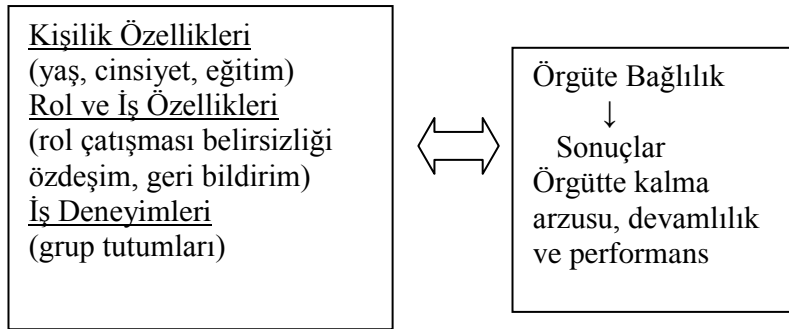 Kişilik Özellikleri
(yaş, cinsiyet, eğitim)
Rol ve İş Özellikleri
(rol çatışması belirsizliği
özdeşim, geri bildirim)
İş Deneyimleri
(grup tutumları)
Örgüte Bağlılık
↓
Sonuçlar
Örgütte kalma
arzusu, devamlılık
ve performans